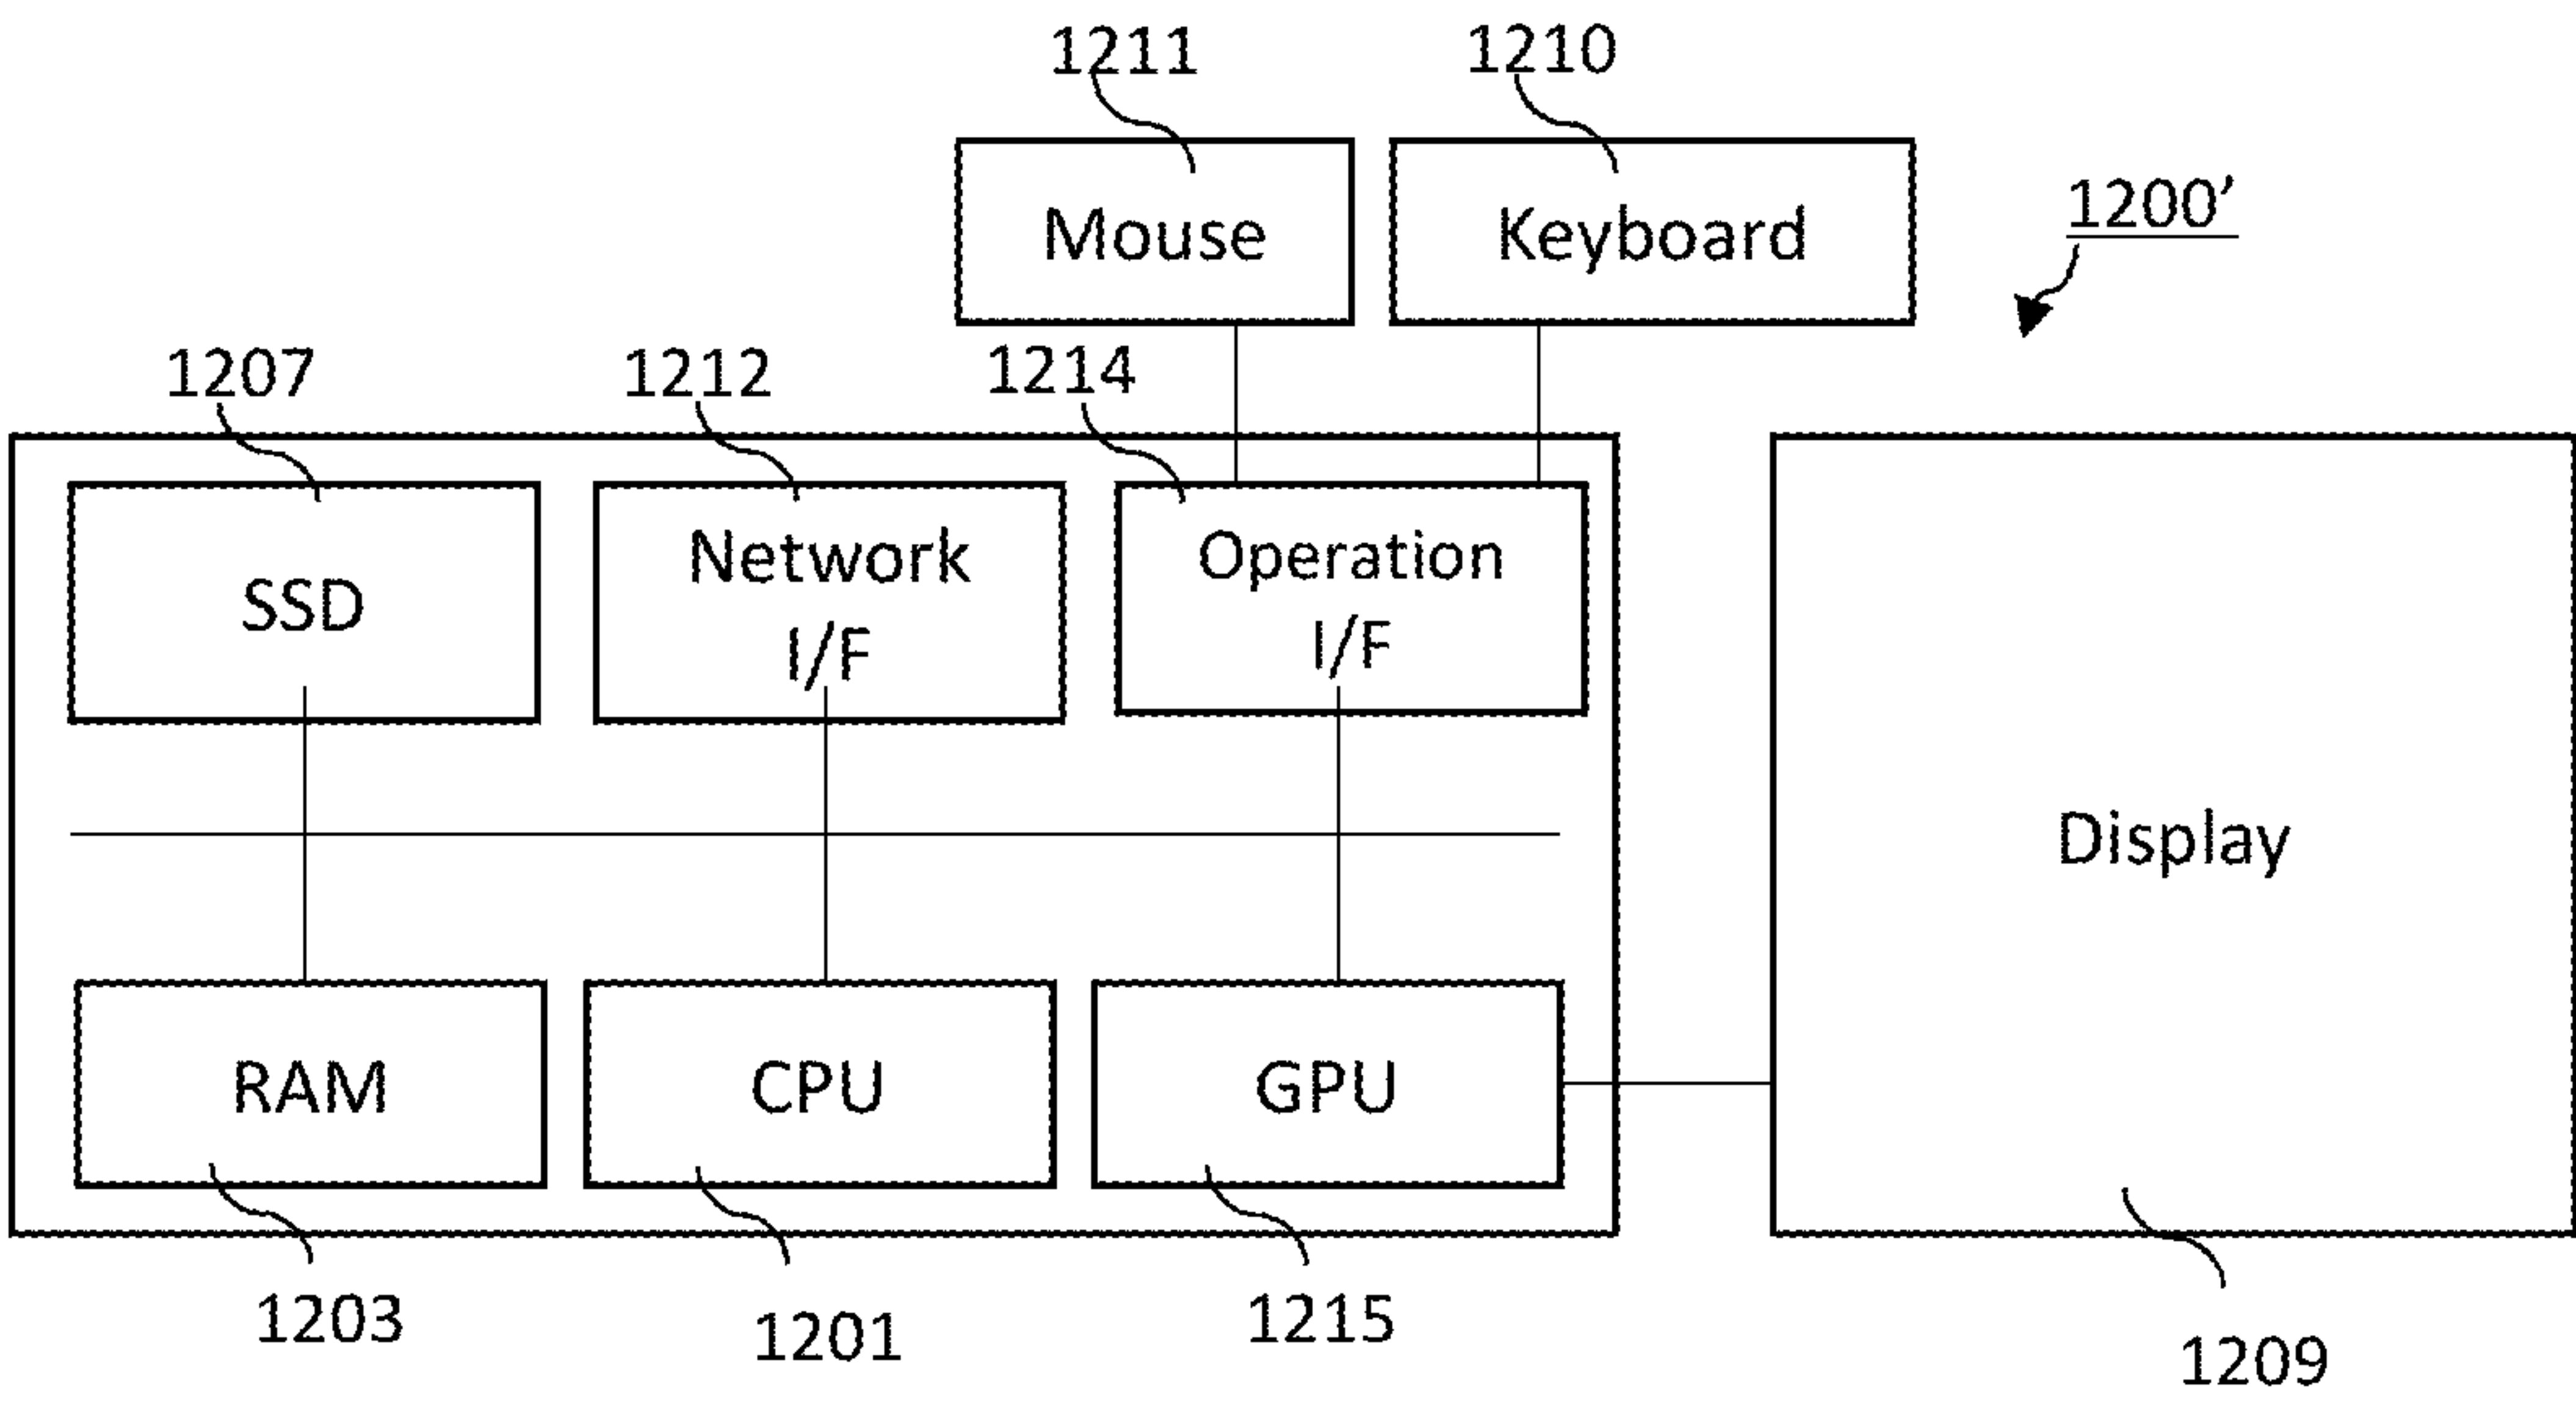 1211
1210
Mouse
Keyboard
1200’
1207
1212
1214
SSD
Network
I/F
Operation
I/F
Display
RAM
CPU
GPU
1203
1201
1215
1209